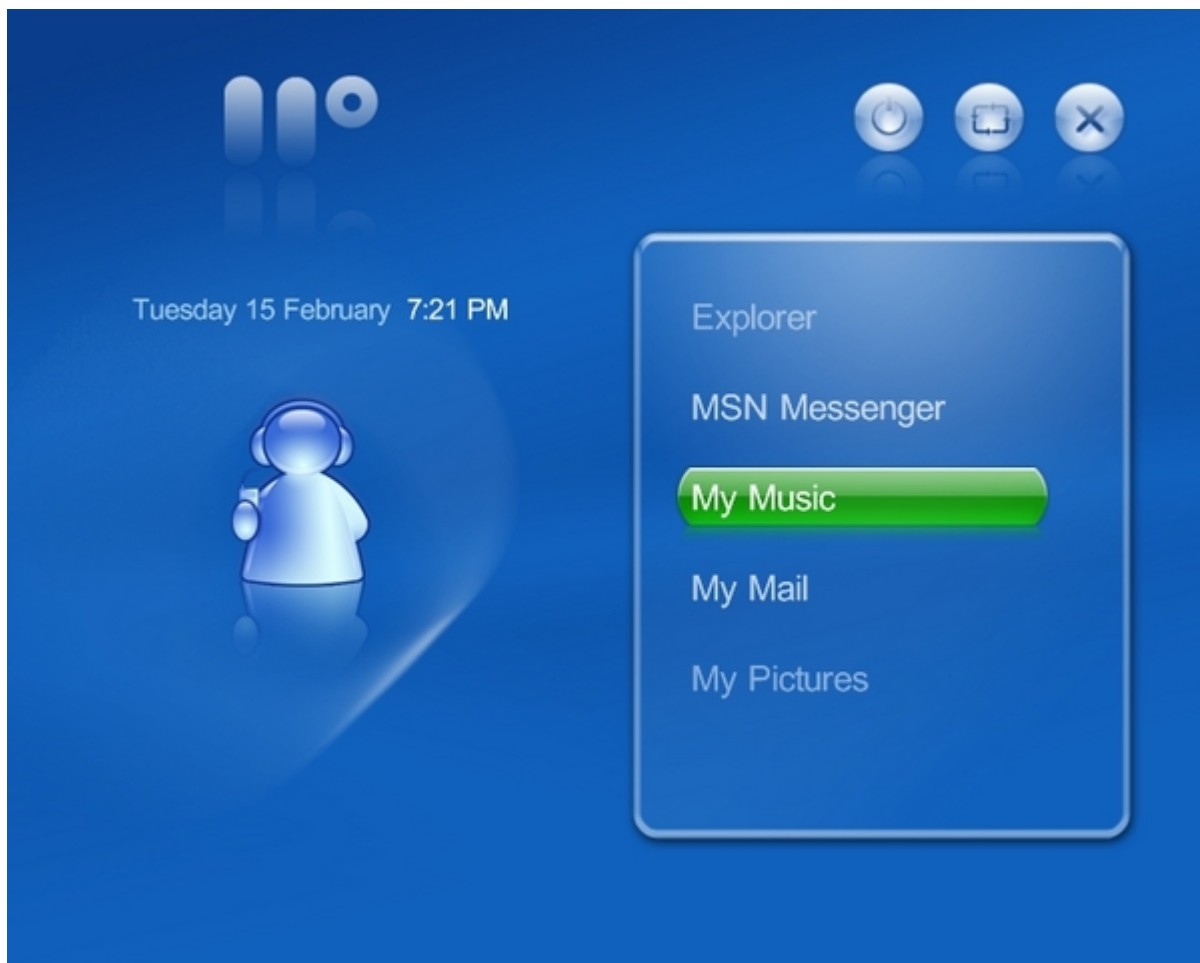 Tuesday 15 February 7:21 PM
Explorer
MSN Messenger
My Music
My Mail
My Pictures